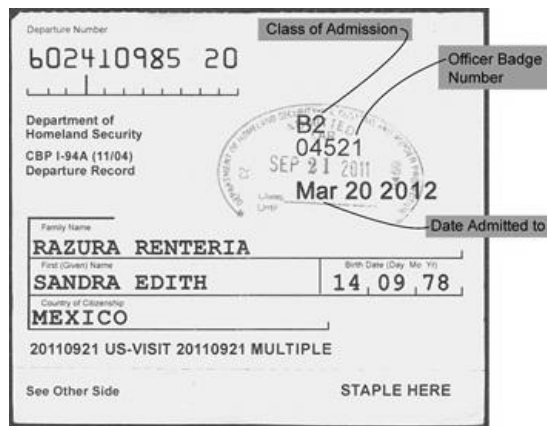 Departure Number
Class of Admission
602410985 20
Officer Badge
Number
Department of
Homeland Security
CBP I-94A (11/04)
Departure Record
B2
04521
SEP 21 2011
Mar 20 2012
Date Admitted to
Family Name
RAZURA RENTERIA
First (Given) Name
Birth Date (Day Mo Yr)
SANDRA EDITH
14 09 78
Country of Citizenship
MEXICO
20110921 US-VISIT 20110921 MULTIPLE
See Other Side
STAPLE HERE